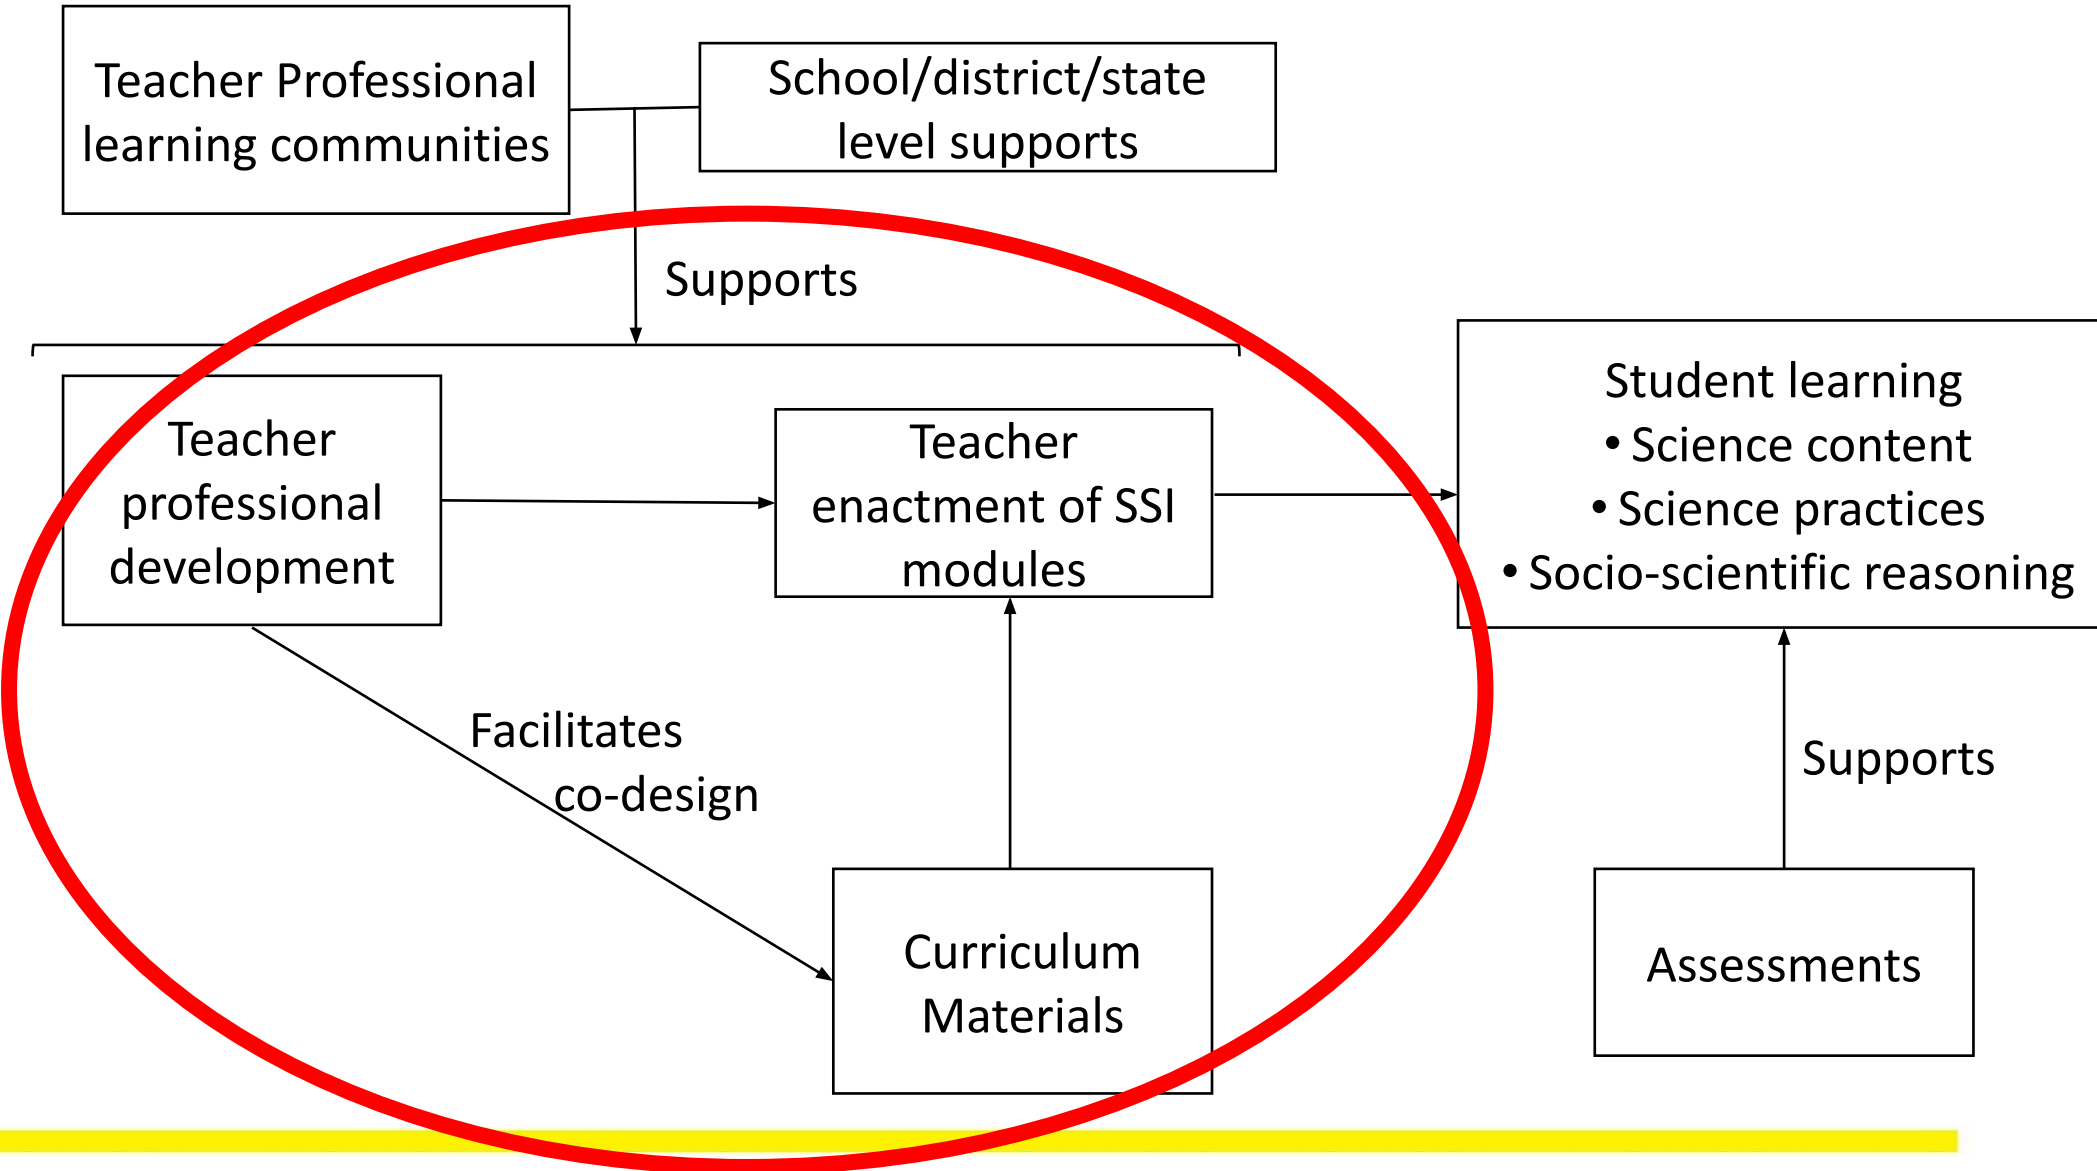 Teacher Professional
learning communities
School/district/state
level supports
Supports
Teacher
professional
development
Teacher
enactment of SSI
modules
Student learning
• Science content
• Science practices
• Socio-scientific reasoning
Facilitates
co-design
Supports
Curriculum
Materials
Assessments